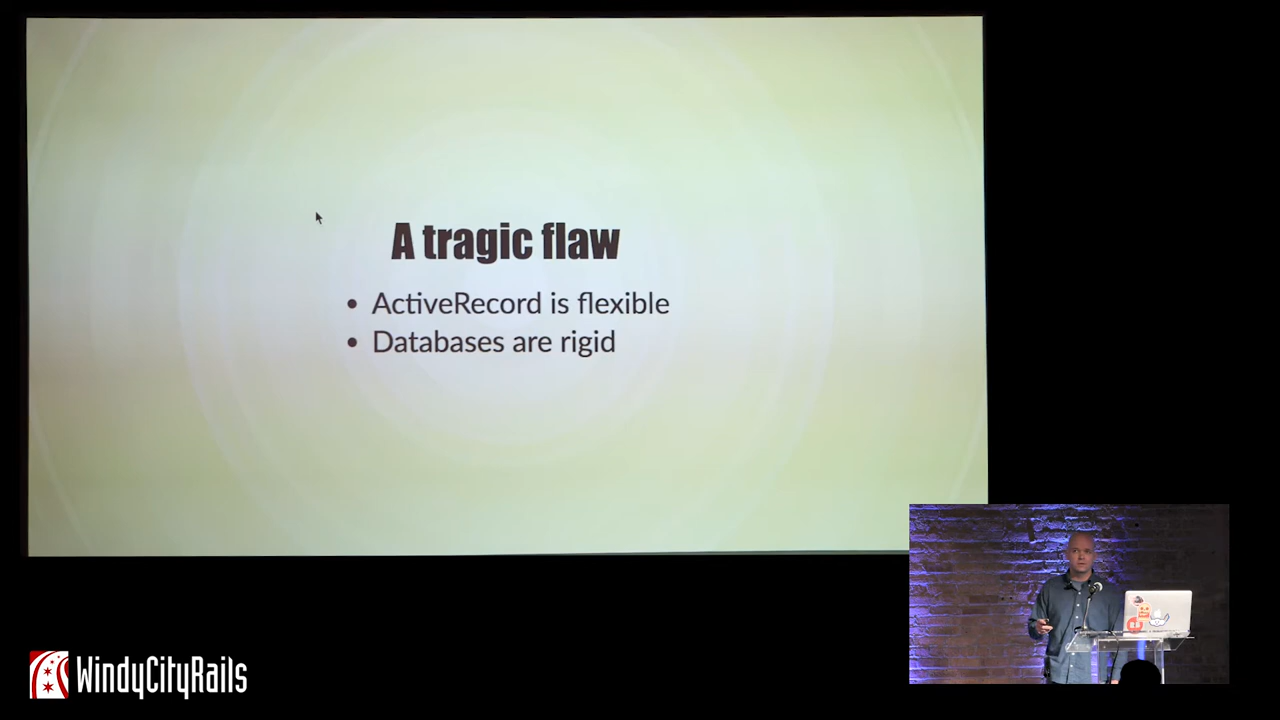 A tragic flaw
• ActiveRecord is flexible
• Databases are rigid
WindyCityRails